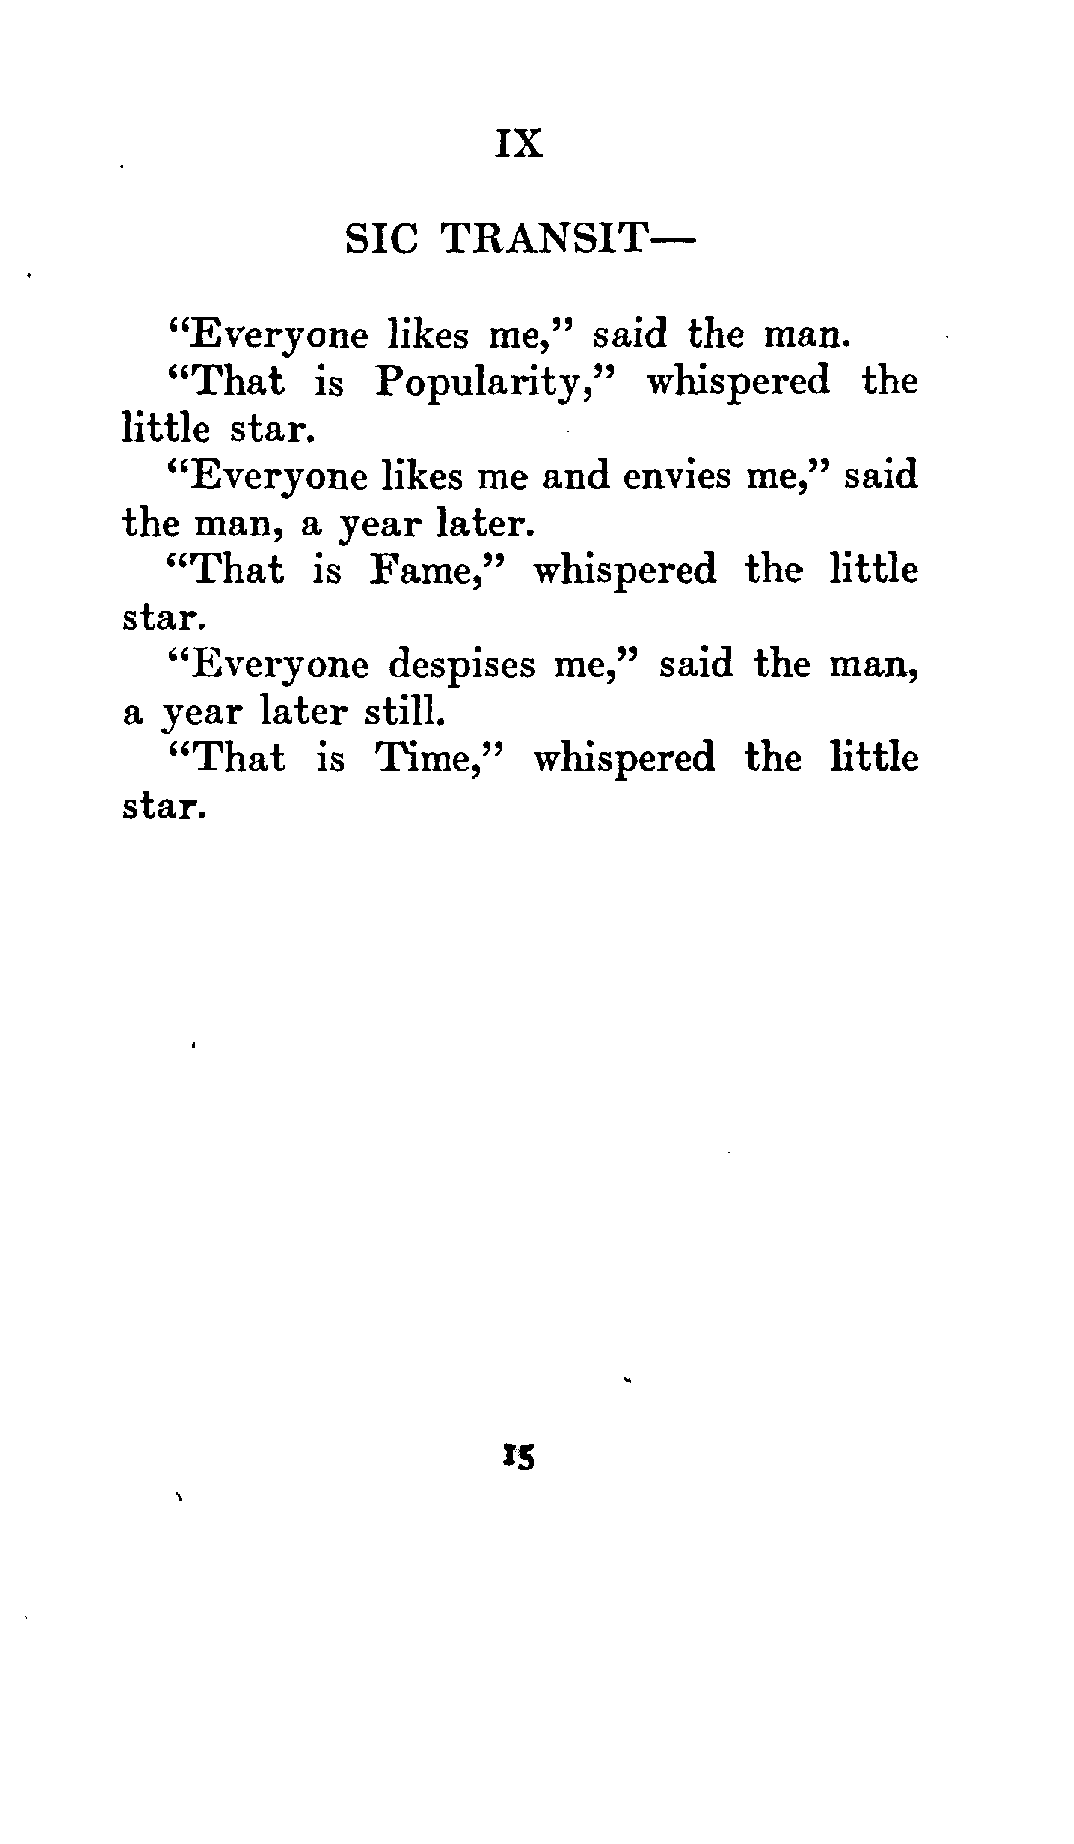 IX
SIC TRANSIT—
“Everyone likes me,” said the man.
“That is Popularity,” whispered the
little star.
“Everyone likes me and envies me,” said
the man, a year later.
“That is Fame,” whispered the little
star.
“Everyone despises me,” said the man,
a year later still.
“That is Time,” whispered the little
star.
15